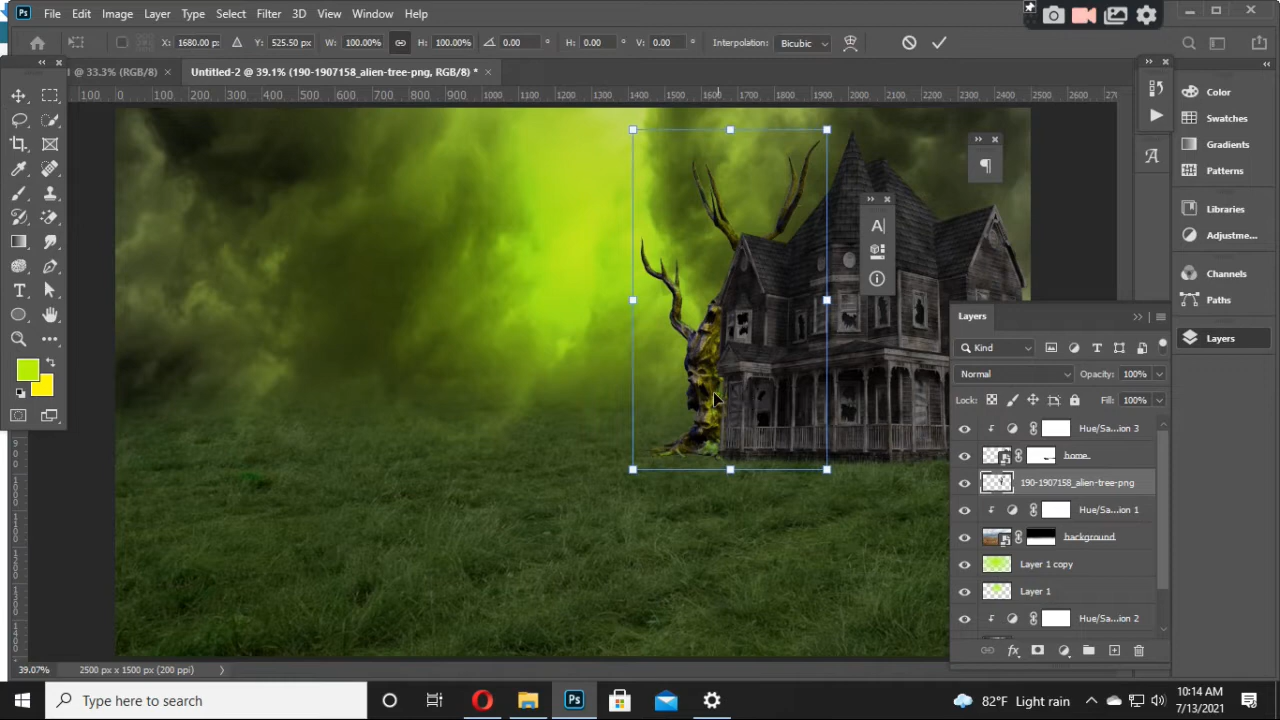 Ps File Edit Image Layer Type Select Filter 3D View Window Help
X: 1680.00 px Y: 525.50 px W: 100.00% H: 100.00% 0.00 ° H: 0.00 ° V: 0.00 ° Interpolation: Bicubic
@ 33.3% (RGB/8) × Untitled-2 @ 39.1% (190-1907158_alien-tree-png, RGB/8) * ×
100 0 100 200 300 400 500 600 700 800 900 1000 1100 1200 1300 1400 1500 1600 1700 1800 1900 2000 2100 2200 2300 2400 2500
Color
Swatches
Gradients
Patterns
Libraries
Adjustme...
Channels
Paths
Layers
Layers
Kind
Normal Opacity: 100%
Lock: Fill: 100%
Hue/Sa...ion 3
home
190-1907158_alien-tree-png
Hue/Sa...ion 1
background
Layer 1 copy
Layer 1
Hue/Sa...ion 2
39.07% 2500 px x 1500 px (200 ppi)
Type here to search
Ps
82°F Light rain
10:14 AM
7/13/2021